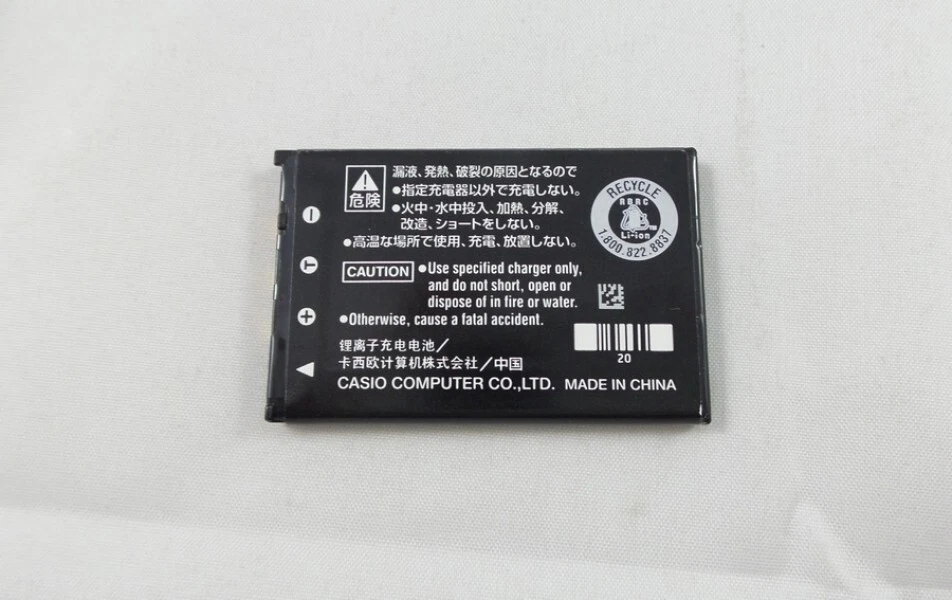 漏液、発熱、破裂の原因となるので
危険
●指定充電器以外で充電しない。
●火中・水中投入、加熱、分解、
改造、ショートをしない。
●高温な場所で使用、充電、放置しない。
RECYCLE
RBRC
Li-ion
TM
1.800.822.8837
CAUTION ●Use specified charger only,
and do not short, open or
dispose of in fire or water.
●Otherwise, cause a fatal accident.
20
锂离子充电电池/
卡西欧计算机株式会社/中国
CASIO COMPUTER CO.,LTD. MADE IN CHINA
− T +